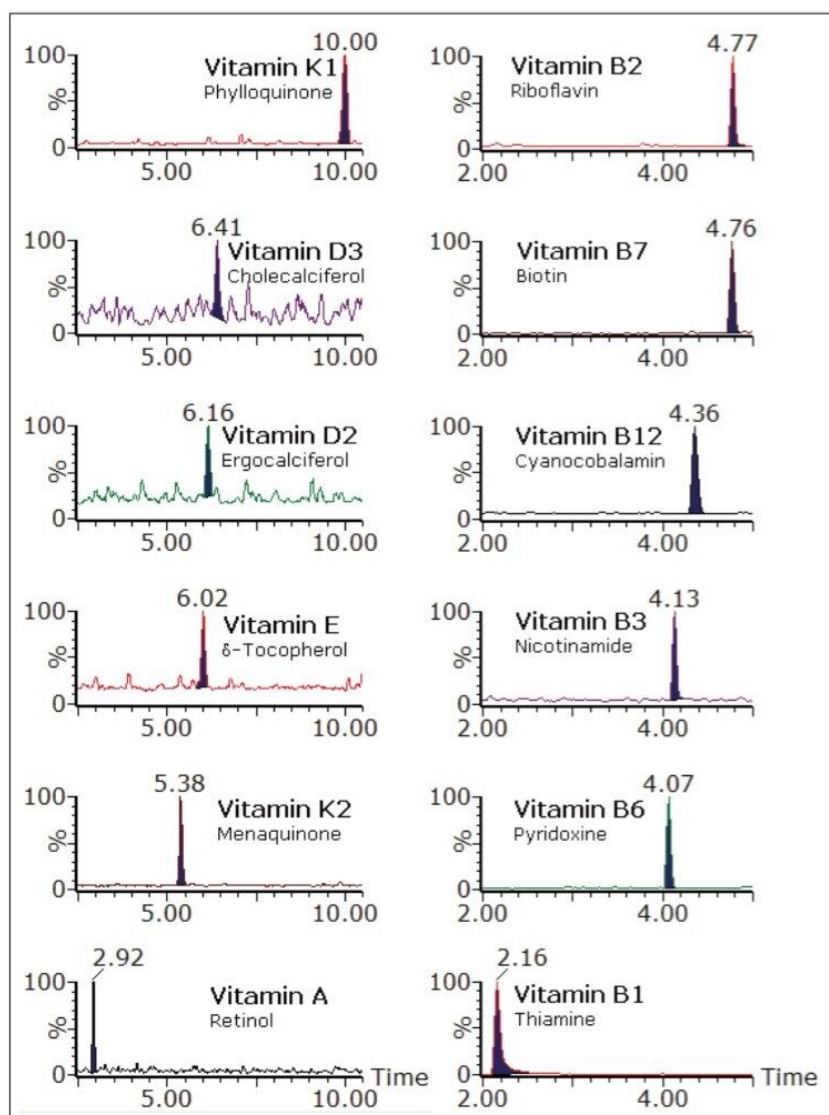 10.00
100
Vitamin K1
Phylloquinone
%
0
5.00 10.00
6.41
100
Vitamin D3
Cholecalciferol
%
0
5.00 10.00
6.16
100
Vitamin D2
Ergocalciferol
%
0
5.00 10.00
6.02
100
Vitamin E
δ-Tocopherol
%
0
5.00 10.00
5.38
100
Vitamin K2
Menaquinone
%
0
5.00 10.00
2.92
100
Vitamin A
Retinol
%
0
5.00 10.00 Time
4.77
100
Vitamin B2
Riboflavin
%
0
2.00 4.00
4.76
100
Vitamin B7
Biotin
%
0
2.00 4.00
4.36
100
Vitamin B12
Cyanocobalamin
%
0
2.00 4.00
4.13
100
Vitamin B3
Nicotinamide
%
0
2.00 4.00
4.07
100
Vitamin B6
Pyridoxine
%
0
2.00 4.00
2.16
100
Vitamin B1
Thiamine
%
0
2.00 4.00 Time